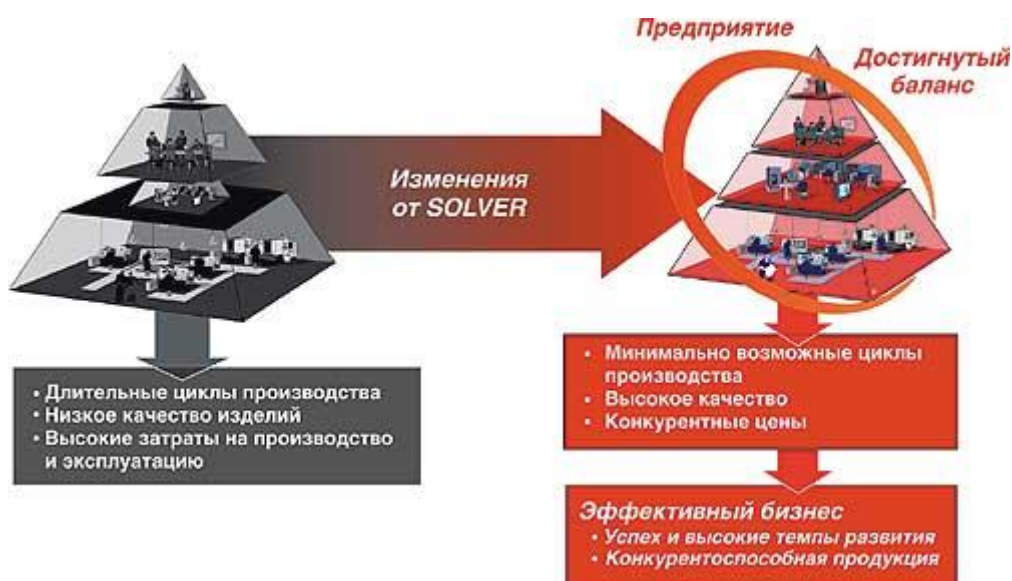 Предприятие
Достигнутый
баланс
Изменения
от SOLVER
• Длительные циклы производства
• Низкое качество изделий
• Высокие затраты на производство
и эксплуатацию
• Минимально возможные циклы
производства
• Высокое качество
• Конкурентные цены
Эффективный бизнес
• Успех и высокие темпы развития
• Конкурентоспособная продукция